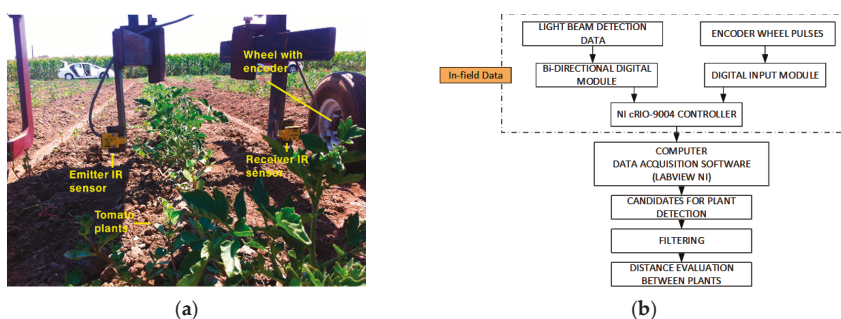 Wheel with
encoder
Receiver IR
sensor
Emitter IR
sensor
Tomato
plants
(a)
In-field Data
LIGHT BEAM DETECTION
DATA
ENCODER WHEEL PULSES
Bi-DIRECTIONAL DIGITAL
MODULE
DIGITAL INPUT MODULE
NI cRIO-9004 CONTROLLER
COMPUTER
DATA ACQUISITION SOFTWARE
(LABVIEW NI)
CANDIDATES FOR PLANT
DETECTION
FILTERING
DISTANCE EVALUATION
BETWEEN PLANTS
(b)